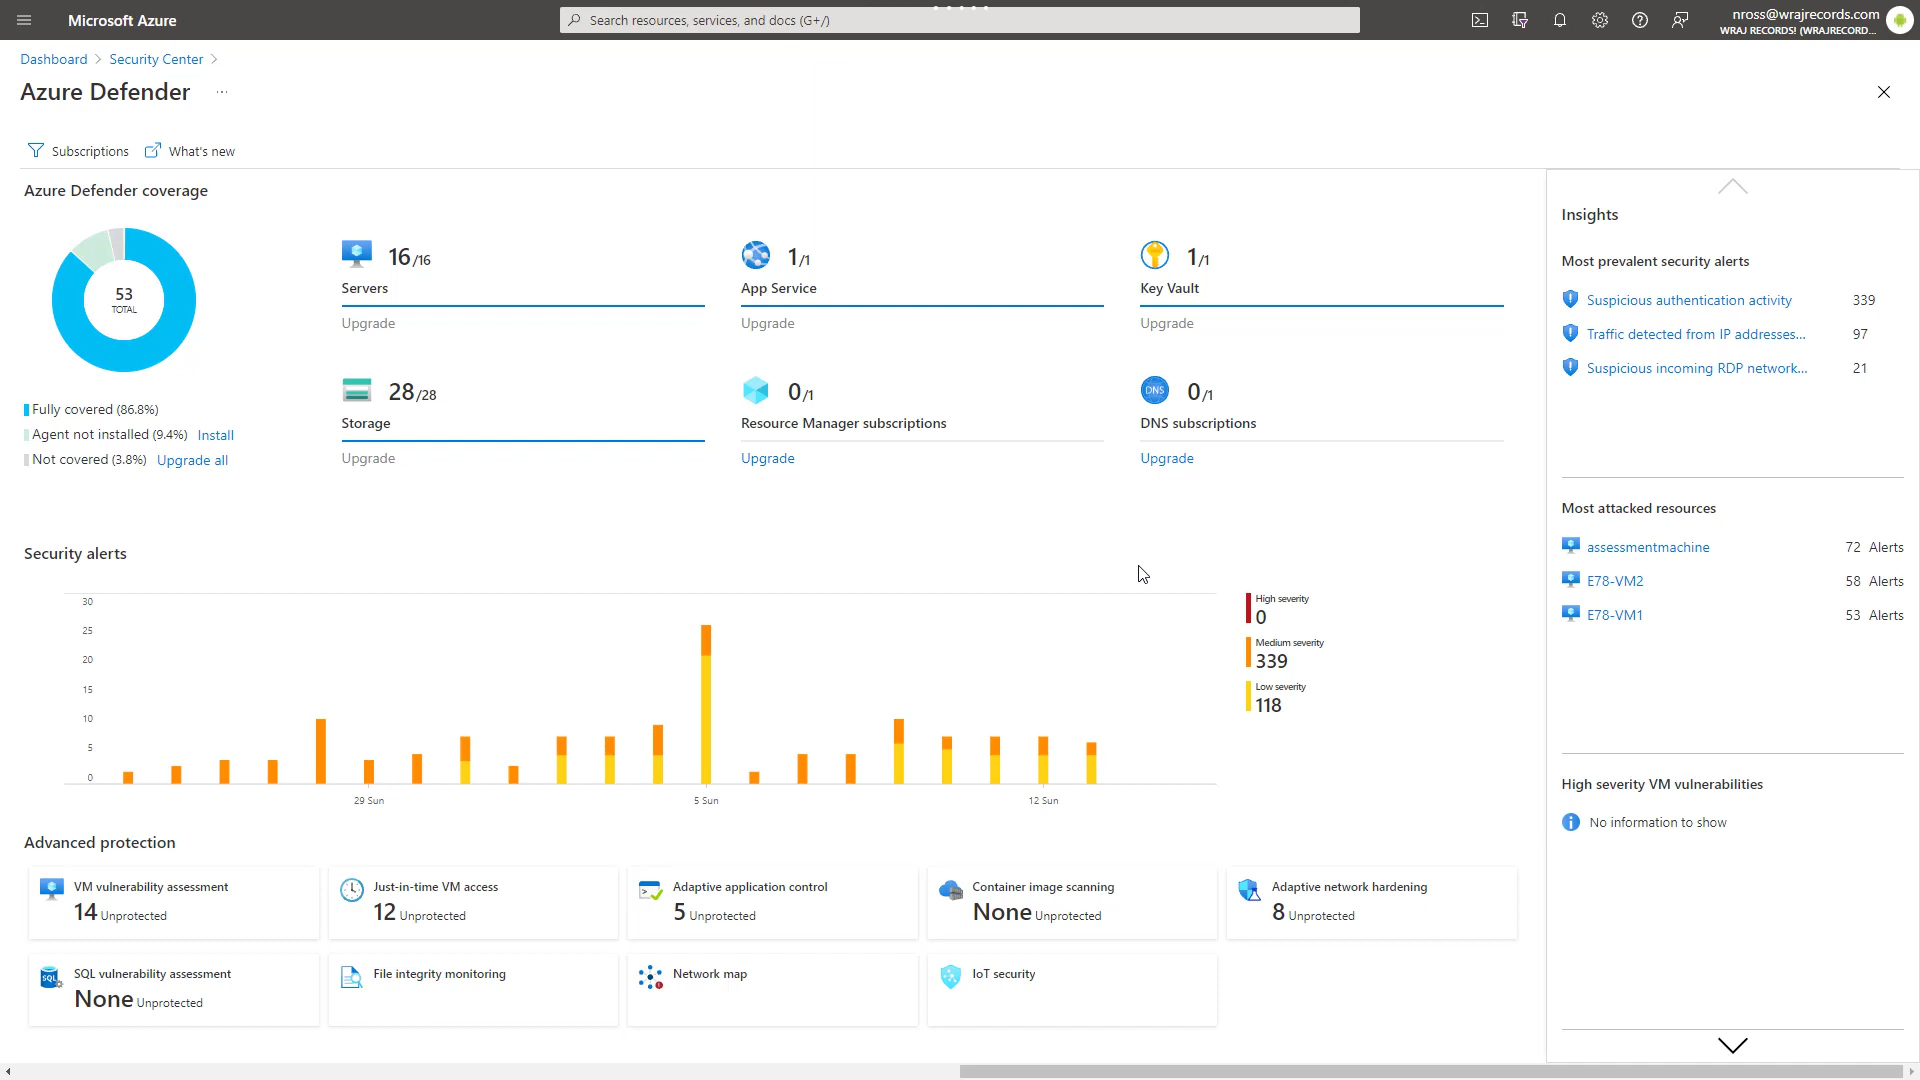 Microsoft Azure
Search resources, services, and docs (G+/)
nross@wrajrecords.com
WRAJ RECORDS! (WRAJRECORD...
Dashboard > Security Center >
Azure Defender ...
Subscriptions What's new
Azure Defender coverage
53
TOTAL
Fully covered (86.8%)
Agent not installed (9.4%) Install
Not covered (3.8%) Upgrade all
16/16
Servers
Upgrade
1/1
App Service
Upgrade
1/1
Key Vault
Upgrade
28/28
Storage
Upgrade
0/1
Resource Manager subscriptions
Upgrade
DNS
0/1
DNS subscriptions
Upgrade
Security alerts
30
25
20
15
10
5
0
29 Sun
5 Sun
12 Sun
High severity
0
Medium severity
339
Low severity
118
Advanced protection
VM vulnerability assessment
14 Unprotected
Just-in-time VM access
12 Unprotected
Adaptive application control
5 Unprotected
Container image scanning
None Unprotected
Adaptive network hardening
8 Unprotected
SQL
SQL vulnerability assessment
None Unprotected
File integrity monitoring
Network map
IoT security
Insights
Most prevalent security alerts
Suspicious authentication activity 339
Traffic detected from IP addresses... 97
Suspicious incoming RDP network... 21
Most attacked resources
assessmentmachine 72 Alerts
E78-VM2 58 Alerts
E78-VM1 53 Alerts
High severity VM vulnerabilities
No information to show